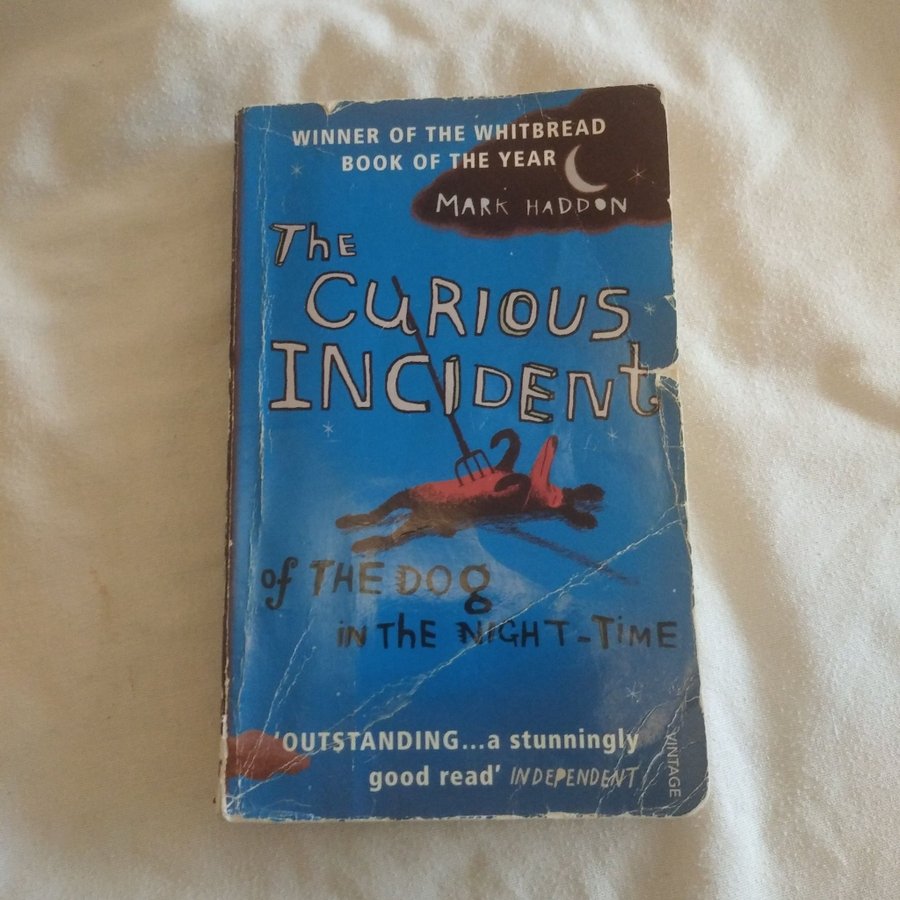 WINNER OF THE WHITBREAD
BOOK OF THE YEAR
MARK HADDON
The
CURIOUS
INCIDENt
of THE DOg
iN The NIGHT-TiME
'OUTSTANDING...a stunningly
good read' INDEPENDENT
VINTAGE